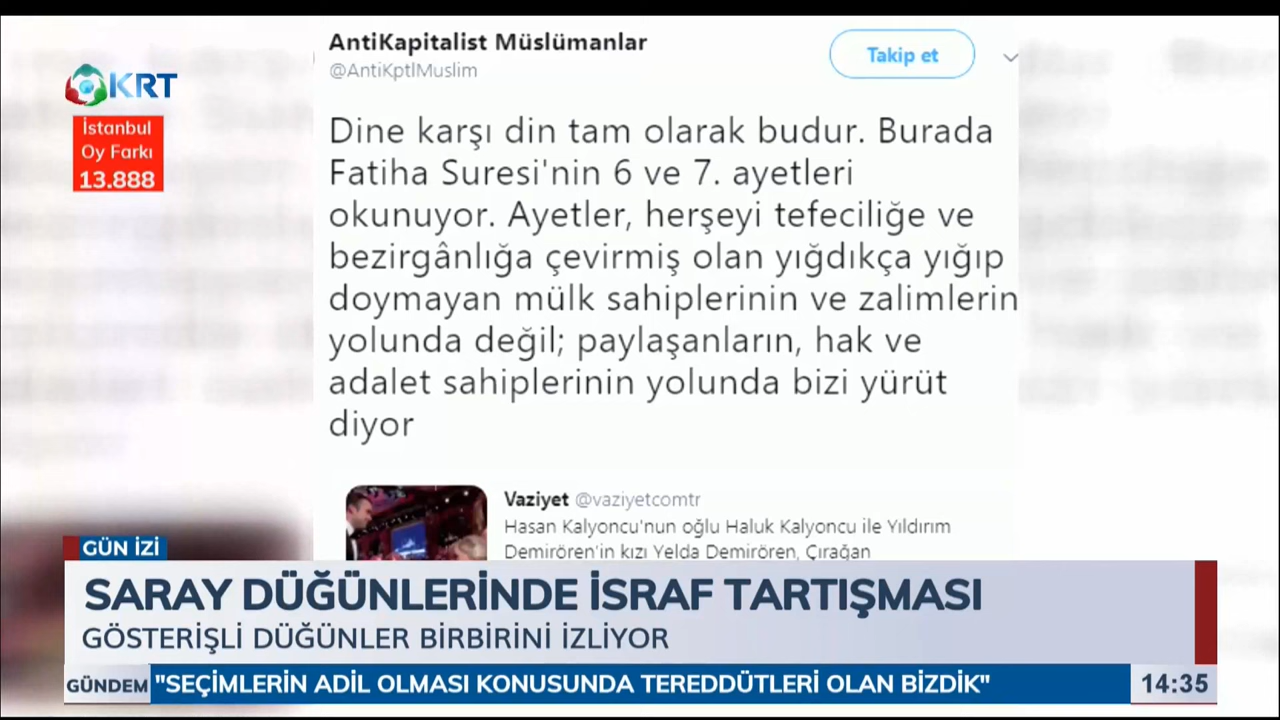 AntiKapitalist Müslümanlar
@AntiKptlMuslim
Takip et
KRT
İstanbul
Oy Farkı
13.888
Dine karşı din tam olarak budur. Burada
Fatiha Suresi'nin 6 ve 7. ayetleri
okunuyor. Ayetler, herşeyi tefeciliğe ve
bezirgânlığa çevirmiş olan yığdıkça yığıp
doymayan mülk sahiplerinin ve zalimlerin
yolunda değil; paylaşanların, hak ve
adalet sahiplerinin yolunda bizi yürüt
diyor
Vaziyet @vaziyetcomtr
Hasan Kalyoncu'nun oğlu Haluk Kalyoncu ile Yıldırım
Demirören'in kızı Yelda Demirören, Çırağan
GÜN İZİ
SARAY DÜĞÜNLERİNDE İSRAF TARTIŞMASI
GÖSTERİŞLİ DÜĞÜNLER BİRBİRİNİ İZLİYOR
GÜNDEM "SEÇİMLERİN ADİL OLMASI KONUSUNDA TEREDDÜTLERİ OLAN BİZDİK" 14:35